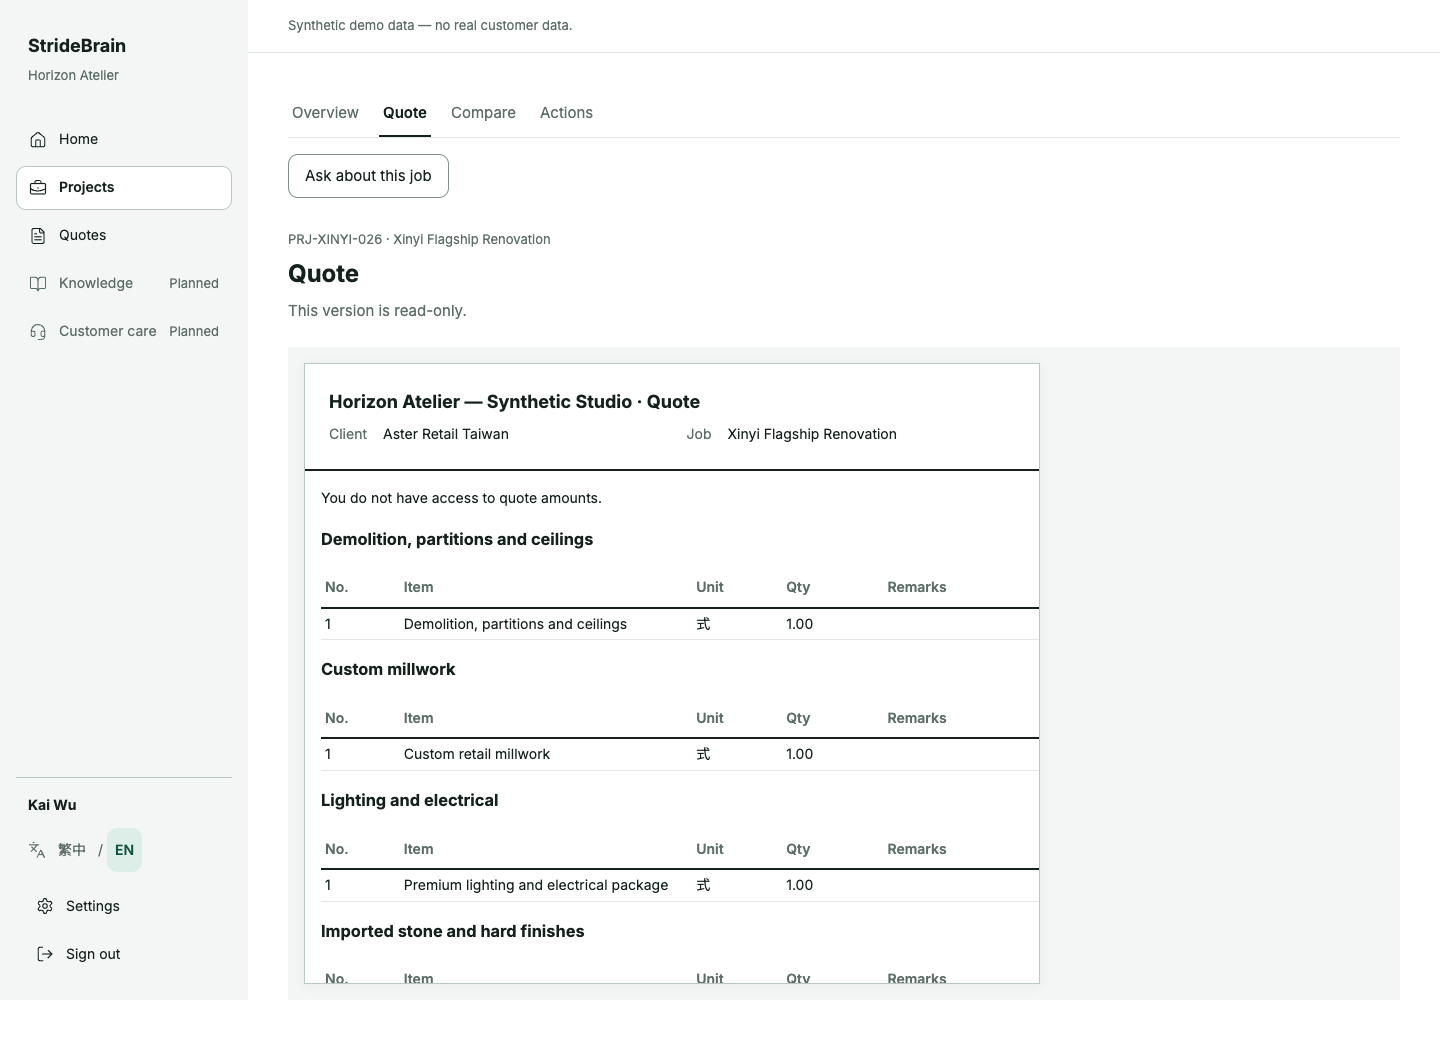 StrideBrain
Horizon Atelier
Home
Projects
Quotes
Knowledge Planned
Customer care Planned
Kai Wu
繁中 / EN
Settings
Sign out
Synthetic demo data — no real customer data.
Overview Quote Compare Actions
Ask about this job
PRJ-XINYI-026 · Xinyi Flagship Renovation
Quote
This version is read-only.
Horizon Atelier — Synthetic Studio · Quote
Client Aster Retail Taiwan Job Xinyi Flagship Renovation
You do not have access to quote amounts.
Demolition, partitions and ceilings
No. Item Unit Qty Remarks
1 Demolition, partitions and ceilings 式 1.00
Custom millwork
No. Item Unit Qty Remarks
1 Custom retail millwork 式 1.00
Lighting and electrical
No. Item Unit Qty Remarks
1 Premium lighting and electrical package 式 1.00
Imported stone and hard finishes
No. Item Unit Qty Remarks